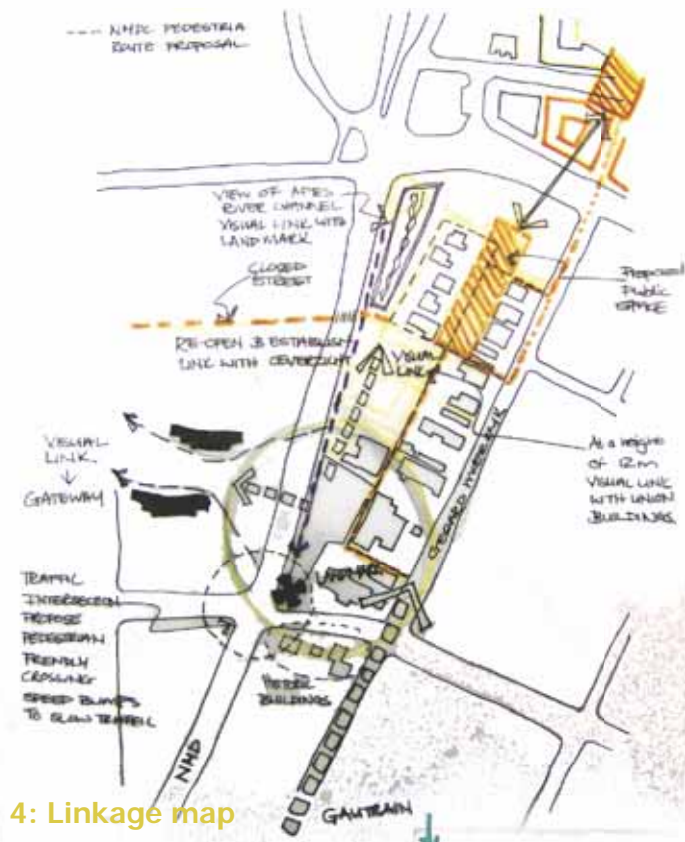 NMDC PEDESTRIA
ROUTE PROPOSAL
VIEW OF APIES
RIVER CHANNEL
VISUAL LINK WITH
LANDMARK
CLOSED
STREET
RE-OPEN & ESTABLISH
LINK WITH
VISUAL
LINK
Proposed
Public
SPACE
VISUAL
LINK
GATEWAY
At a height
of 12m
VISUAL LINK
WITH UNION
BUILDINGS
LANDMARK
TRAFFIC
INTERSECTION
PROPOSE
PEDESTRIAN
FRIENDLY
CROSSING
SPEED BUMPS
TO SLOW TRAFFIC
HISTORIC
BUILDINGS
NMD
GAUTRAIN
4: Linkage map